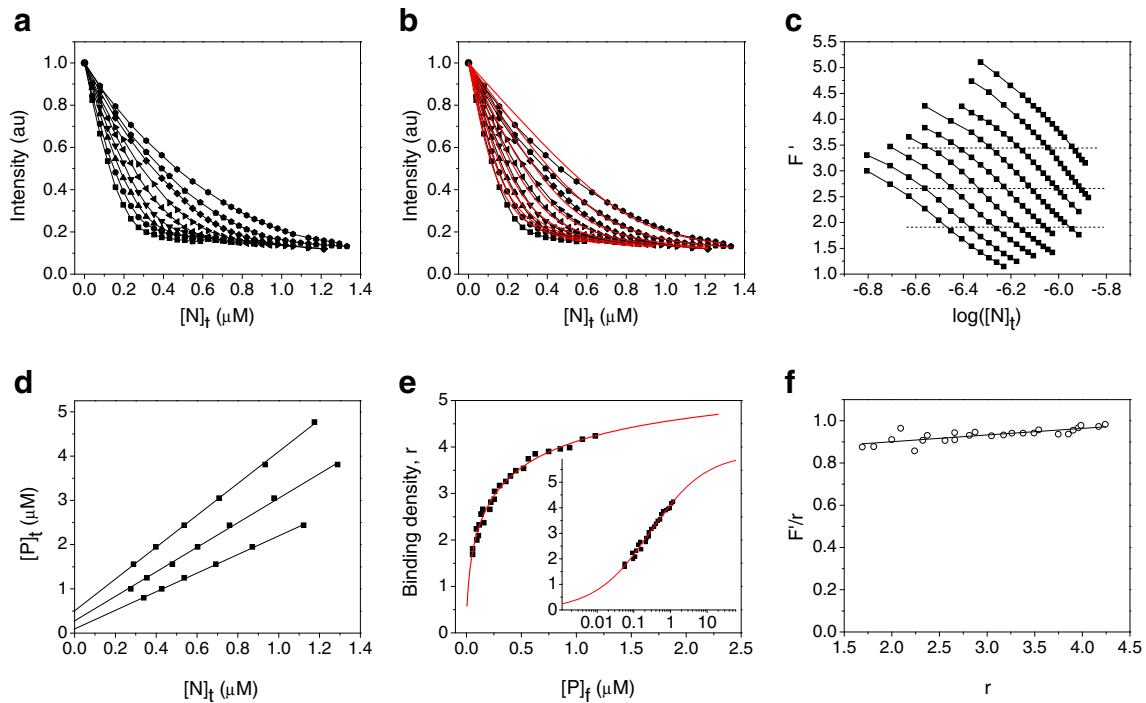 a
Intensity (au)
1.0
0.8
0.6
0.4
0.2
0.0
0.0 0.2 0.4 0.6 0.8 1.0 1.2 1.4
[N]t (μM)
b
Intensity (au)
1.0
0.8
0.6
0.4
0.2
0.0
0.0 0.2 0.4 0.6 0.8 1.0 1.2 1.4
[N]t (μM)
c
F'
5.5
5.0
4.5
4.0
3.5
3.0
2.5
2.0
1.5
1.0
-6.8 -6.6 -6.4 -6.2 -6.0 -5.8
log([N]t)
d
[P]t (μM)
5
4
3
2
1
0
0.0 0.2 0.4 0.6 0.8 1.0 1.2 1.4
[N]t (μM)
e
Binding density, r
5
4
3
2
1
0
5
4
3
2
1
0
0.01 0.1 1 10
0.0 0.5 1.0 1.5 2.0 2.5
[P]f (μM)
f
F'/r
1.0
0.8
0.6
0.4
0.2
0.0
1.5 2.0 2.5 3.0 3.5 4.0 4.5
r